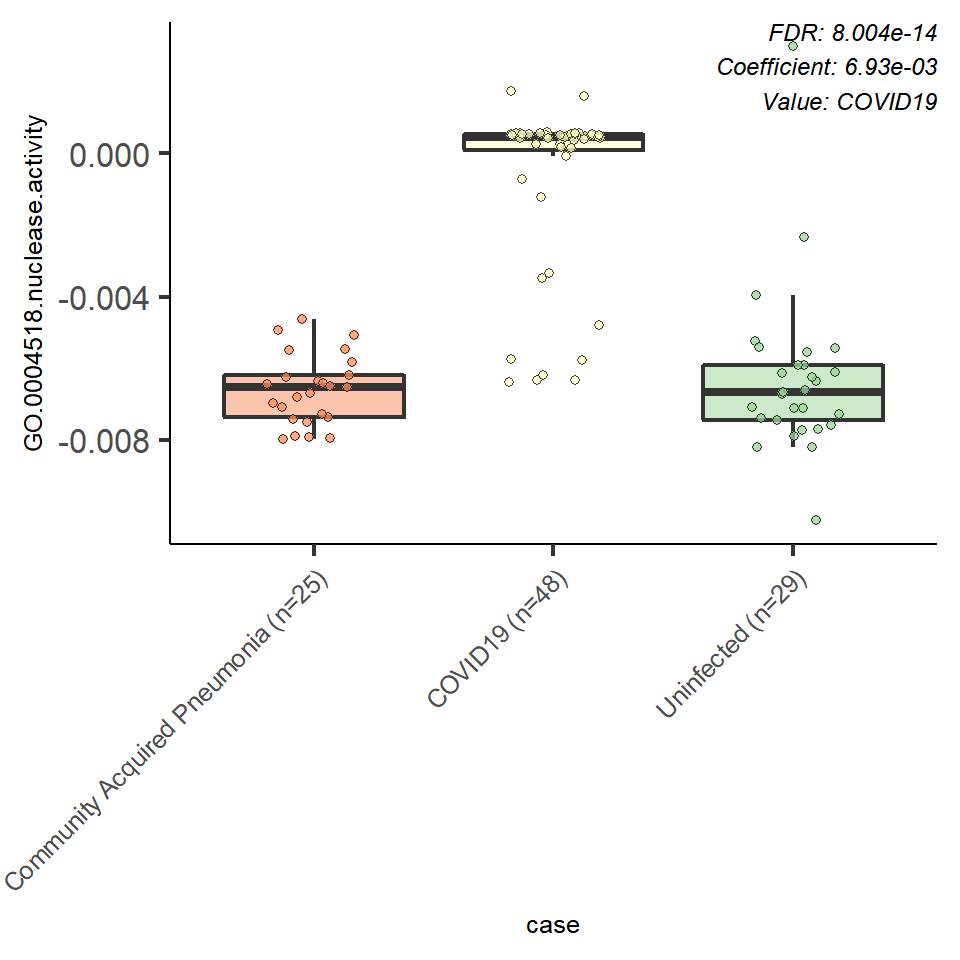 FDR: 8.004e-14
Coefficient: 6.93e-03
Value: COVID19
GO.0004518.nuclease.activity
0.000
-0.004
-0.008
Community Acquired Pneumonia (n=25)
COVID19 (n=48)
Uninfected (n=29)
case